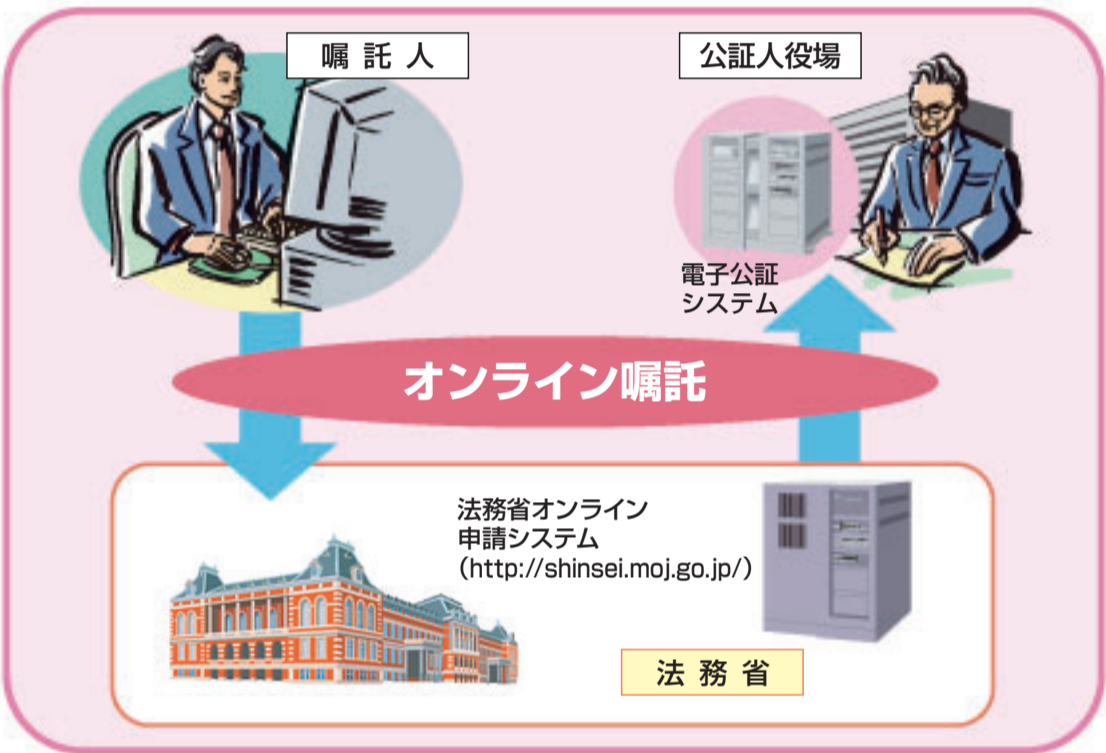 嘱託人
公証人役場
電子公証
システム
オンライン嘱託
法務省オンライン
申請システム
(http://shinsei.moj.go.jp/)
法務省